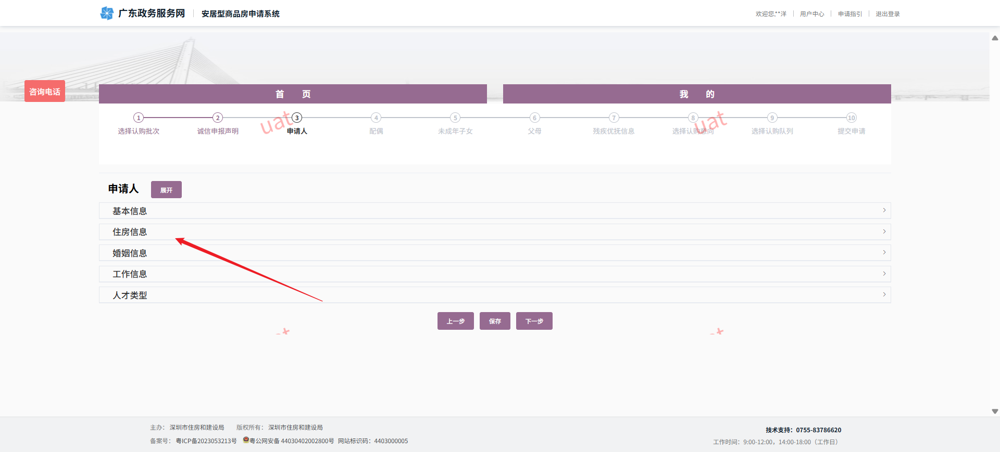 广东政务服务网 安居型商品房申请系统 欢迎您,**洋 用户中心 申请指引 退出登录
咨询电话
首 页 我 的
1 2 3 4 5 6 7 8 9 10
选择认购批次 诚信申报声明 申请人 配偶 未成年子女 父母 残疾优抚信息 选择认购意向 选择认购队列 提交申请
uat uat
申请人 展开
基本信息
住房信息
婚姻信息
工作信息
人才类型
上一步 保存 下一步
主办： 深圳市住房和建设局 版权所有： 深圳市住房和建设局
技术支持：0755-83786620
备案号： 粤ICP备2023053213号 粤公网安备 44030402002800号 网站标识码：4403000005
工作时间：9:00-12:00，14:00-18:00（工作日）